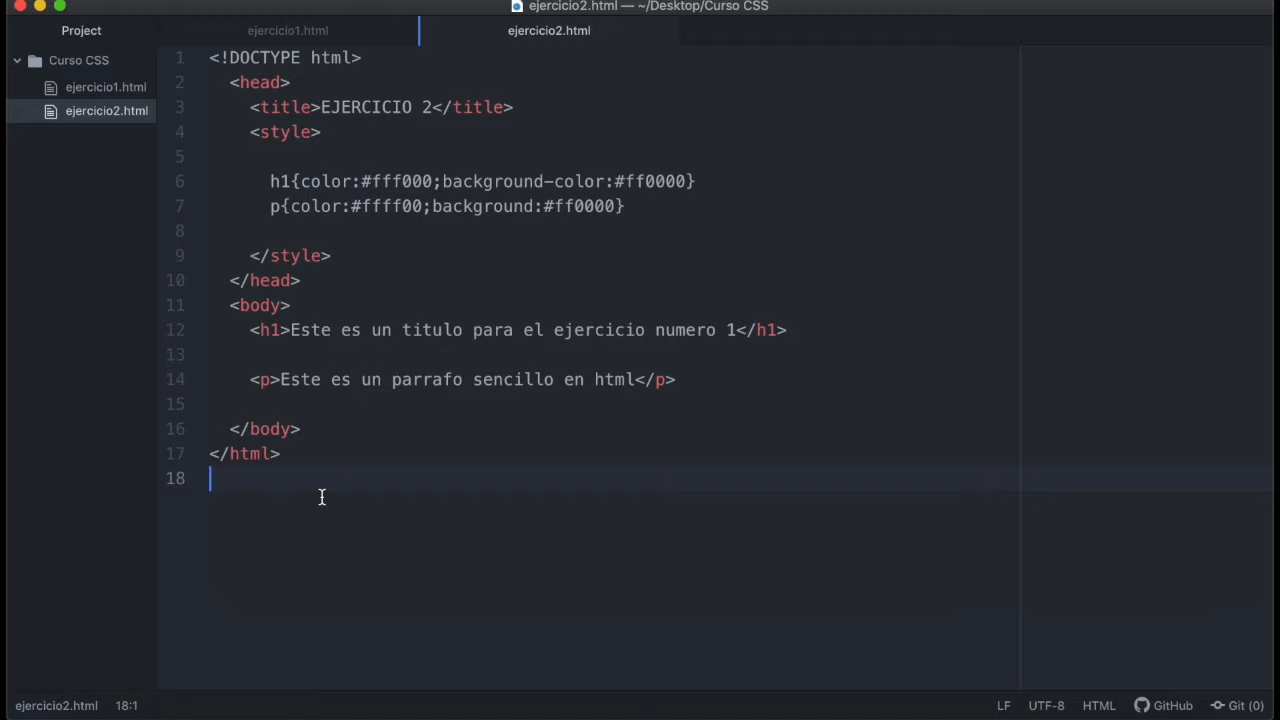 ejercicio2.html — ~/Desktop/Curso CSS
Project
ejercicio1.html
ejercicio2.html
Curso CSS
ejercicio1.html
ejercicio2.html
1 <!DOCTYPE html>
2 <head>
3 <title>EJERCICIO 2</title>
4 <style>
5
6 h1{color:#fff000;background-color:#ff0000}
7 p{color:#ffff00;background:#ff0000}
8
9 </style>
10 </head>
11 <body>
12 <h1>Este es un titulo para el ejercicio numero 1</h1>
13
14 <p>Este es un parrafo sencillo en html</p>
15
16 </body>
17 </html>
18
ejercicio2.html 18:1 LF UTF-8 HTML GitHub Git (0)